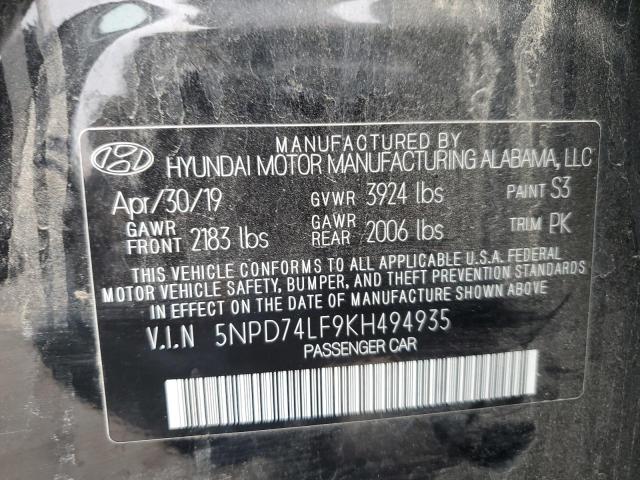 MANUFACTURED BY
HYUNDAI MOTOR MANUFACTURING ALABAMA, LLC
Apr/30/19 GVWR 3924 lbs PAINT S3
GAWR FRONT 2183 lbs GAWR REAR 2006 lbs TRIM PK
THIS VEHICLE CONFORMS TO ALL APPLICABLE U.S.A. FEDERAL
MOTOR VEHICLE SAFETY, BUMPER, AND THEFT PREVENTION STANDARDS
IN EFFECT ON THE DATE OF MANUFACTURE SHOWN ABOVE.
V.I.N 5NPD74LF9KH494935
PASSENGER CAR